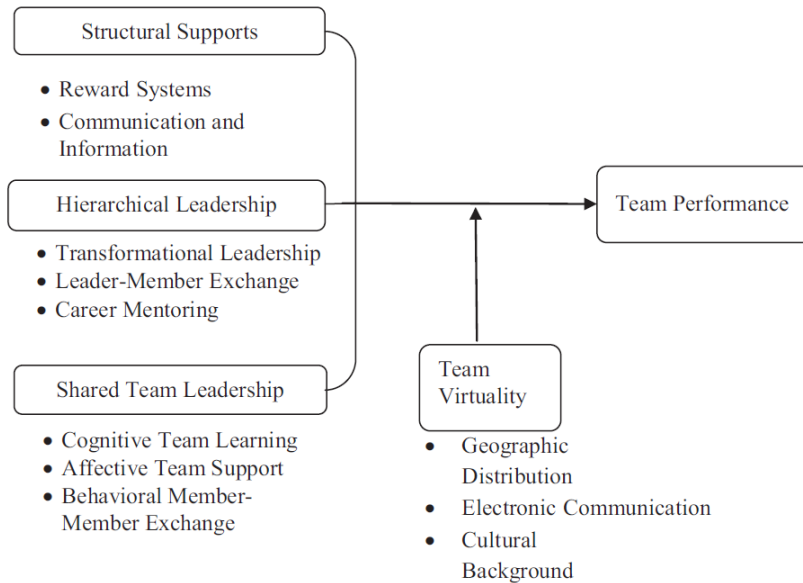 Structural Supports
• Reward Systems
• Communication and
Information
Hierarchical Leadership
• Transformational Leadership
• Leader-Member Exchange
• Career Mentoring
Shared Team Leadership
• Cognitive Team Learning
• Affective Team Support
• Behavioral Member-
Member Exchange
Team Performance
Team
Virtuality
• Geographic
Distribution
• Electronic Communication
• Cultural
Background